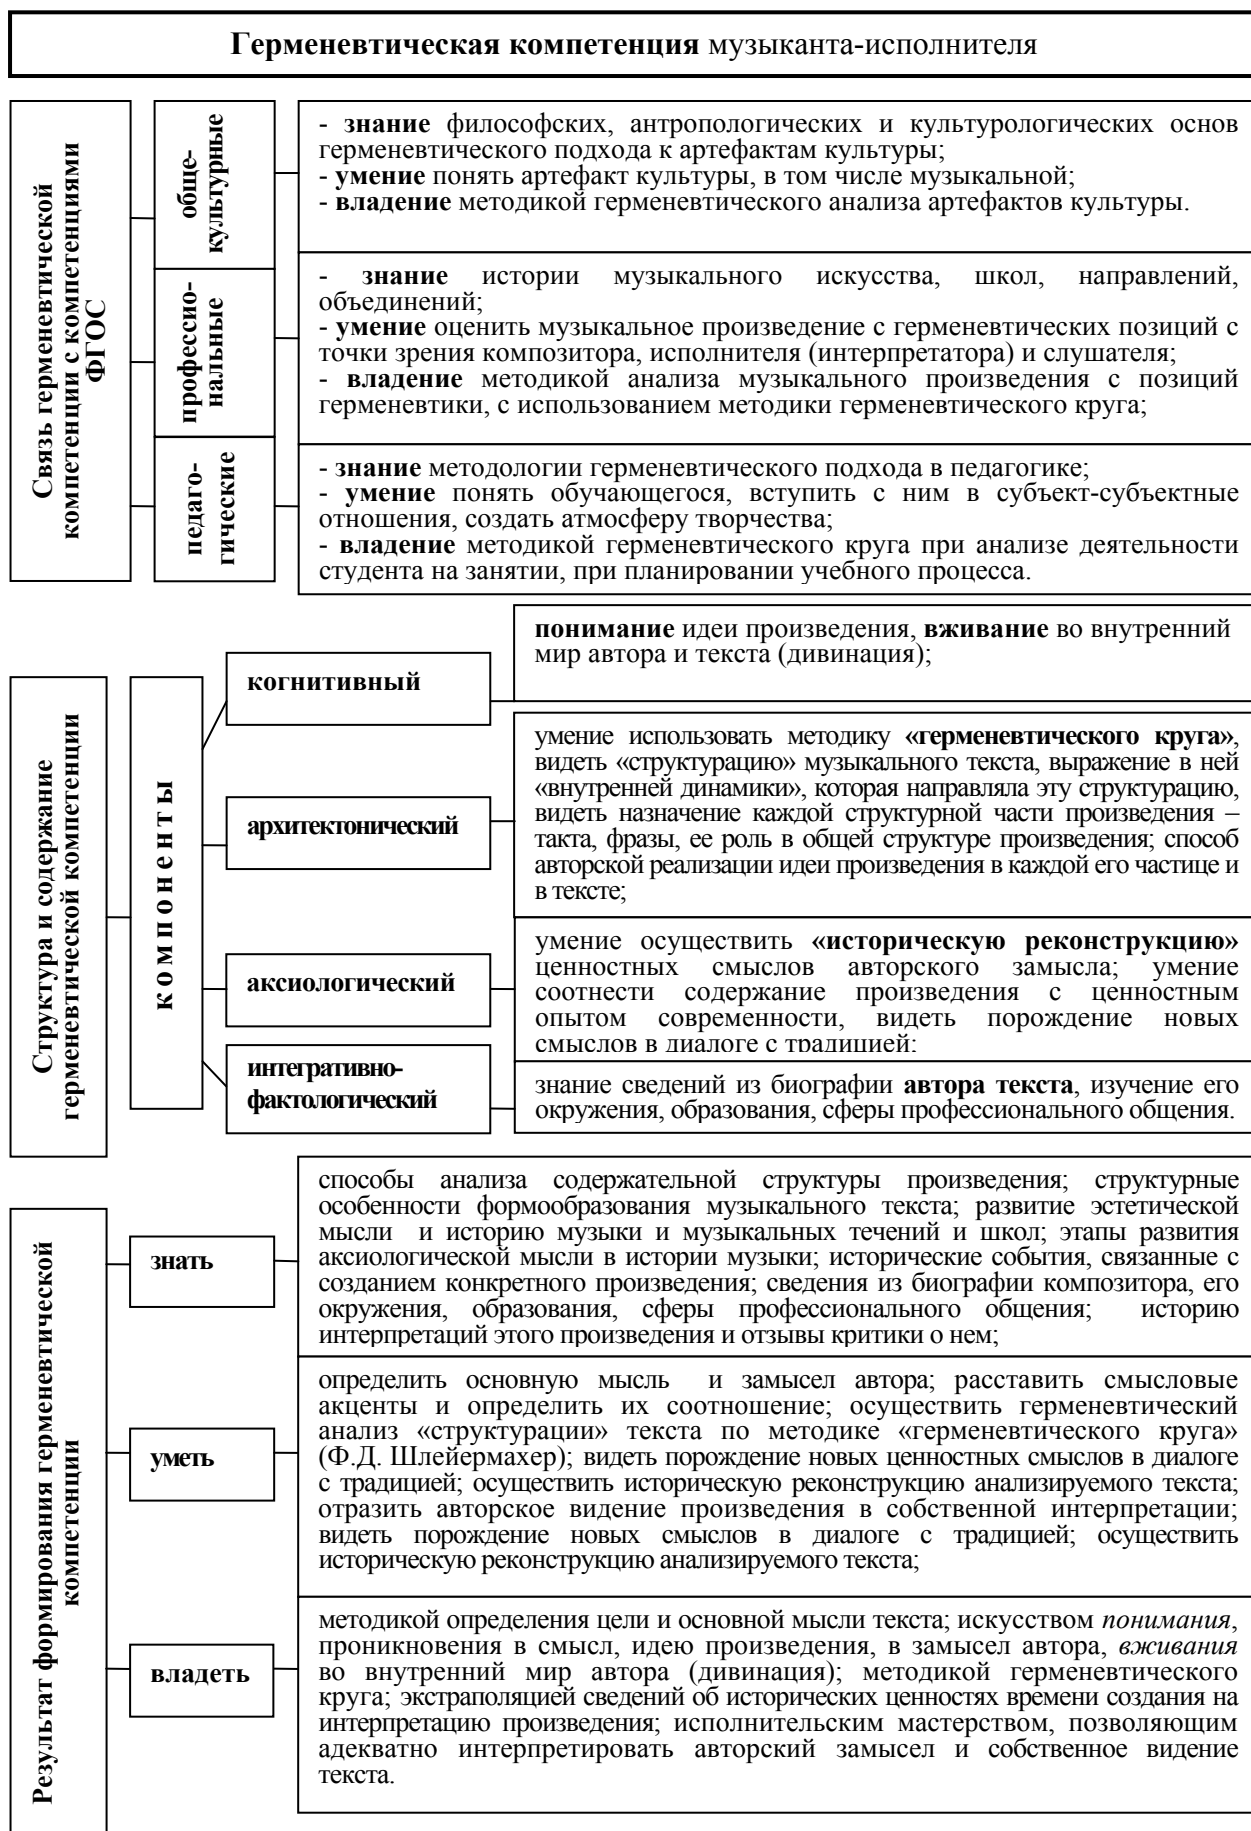 Герменевтическая компетенция музыканта-исполнителя
Связь герменевтической
компетенции с компетенциями
ФГОС
обще-
культурные
- знание философских, антропологических и культурологических основ
герменевтического подхода к артефактам культуры;
- умение понять артефакт культуры, в том числе музыкальной;
- владение методикой герменевтического анализа артефактов культуры.
профессио-
нальные
- знание истории музыкального искусства, школ, направлений,
объединений;
- умение оценить музыкальное произведение с герменевтических позиций с
точки зрения композитора, исполнителя (интерпретатора) и слушателя;
- владение методикой анализа музыкального произведения с позиций
герменевтики, с использованием методики герменевтического круга;
педаго-
гические
- знание методологии герменевтического подхода в педагогике;
- умение понять обучающегося, вступить с ним в субъект-субъектные
отношения, создать атмосферу творчества;
- владение методикой герменевтического круга при анализе деятельности
студента на занятии, при планировании учебного процесса.
Структура и содержание
герменевтической компетенции
компоненты
когнитивный
понимание идеи произведения, вживание во внутренний
мир автора и текста (дивинация);
архитектонический
умение использовать методику «герменевтического круга»,
видеть «структурацию» музыкального текста, выражение в ней
«внутренней динамики», которая направляла эту структурацию,
видеть назначение каждой структурной части произведения –
такта, фразы, ее роль в общей структуре произведения; способ
авторской реализации идеи произведения в каждой его частице и
в тексте;
аксиологический
умение осуществить «историческую реконструкцию»
ценностных смыслов авторского замысла; умение
соотнести содержание произведения с ценностным
опытом современности, видеть порождение новых
смыслов в диалоге с традицией;
интегративно-
фактологический
знание сведений из биографии автора текста, изучение его
окружения, образования, сферы профессионального общения.
Результат формирования герменевтической
компетенции
знать
способы анализа содержательной структуры произведения; структурные
особенности формообразования музыкального текста; развитие эстетической
мысли и историю музыки и музыкальных течений и школ; этапы развития
аксиологической мысли в истории музыки; исторические события, связанные с
созданием конкретного произведения; сведения из биографии композитора, его
окружения, образования, сферы профессионального общения; историю
интерпретаций этого произведения и отзывы критики о нем;
уметь
определить основную мысль и замысел автора; расставить смысловые
акценты и определить их соотношение; осуществить герменевтический
анализ «структурации» текста по методике «герменевтического круга»
(Ф.Д. Шлейермахер); видеть порождение новых ценностных смыслов в диалоге
с традицией; осуществить историческую реконструкцию анализируемого текста;
отразить авторское видение произведения в собственной интерпретации;
видеть порождение новых смыслов в диалоге с традицией; осуществить
историческую реконструкцию анализируемого текста;
владеть
методикой определения цели и основной мысли текста; искусством понимания,
проникновения в смысл, идею произведения, в замысел автора, вживания
во внутренний мир автора (дивинация); методикой герменевтического
круга; экстраполяцией сведений об исторических ценностях времени создания на
интерпретацию произведения; исполнительским мастерством, позволяющим
адекватно интерпретировать авторский замысел и собственное видение
текста.